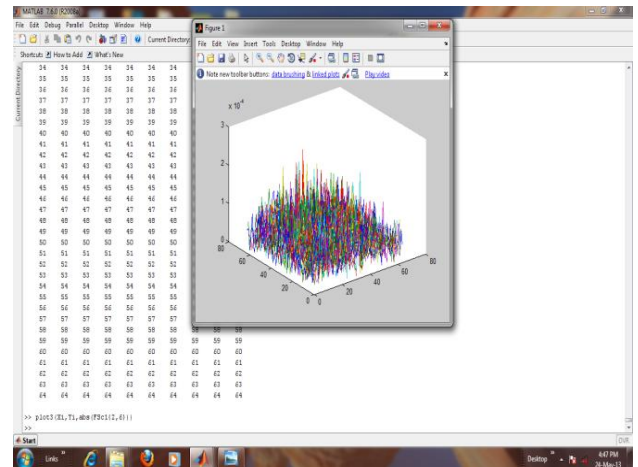 MATLAB 7.6.0 (R2008a)
File Edit Debug Parallel Desktop Window Help
Current Directory:
Shortcuts How to Add What's New
Current Directory
34 34 34 34 34 34
35 35 35 35 35 35
36 36 36 36 36 36
37 37 37 37 37 37
38 38 38 38 38 38
39 39 39 39 39 39
40 40 40 40 40 40
41 41 41 41 41 41
42 42 42 42 42 42
43 43 43 43 43 43
44 44 44 44 44 44
45 45 45 45 45 45
46 46 46 46 46 46
47 47 47 47 47 47
48 48 48 48 48 48
49 49 49 49 49 49
50 50 50 50 50 50
51 51 51 51 51 51
52 52 52 52 52 52
53 53 53 53 53 53
54 54 54 54 54 54
55 55 55 55 55 55
56 56 56 56 56 56
57 57 57 57 57 57
58 58 58 58 58 58 58 58 58
59 59 59 59 59 59 59 59 59
60 60 60 60 60 60 60 60 60
61 61 61 61 61 61 61 61 61
62 62 62 62 62 62 62 62 62
63 63 63 63 63 63 63 63 63
64 64 64 64 64 64 64 64 64
>>
Figure 1
File Edit View Insert Tools Desktop Window Help
Note new toolbar buttons: data brushing & linked plots Play video
x 10
3
2
1
0
80
60
40
20
0
0
20
40
60
80
Start
OVR
Links
Desktop
4:47 PM
24-May-13